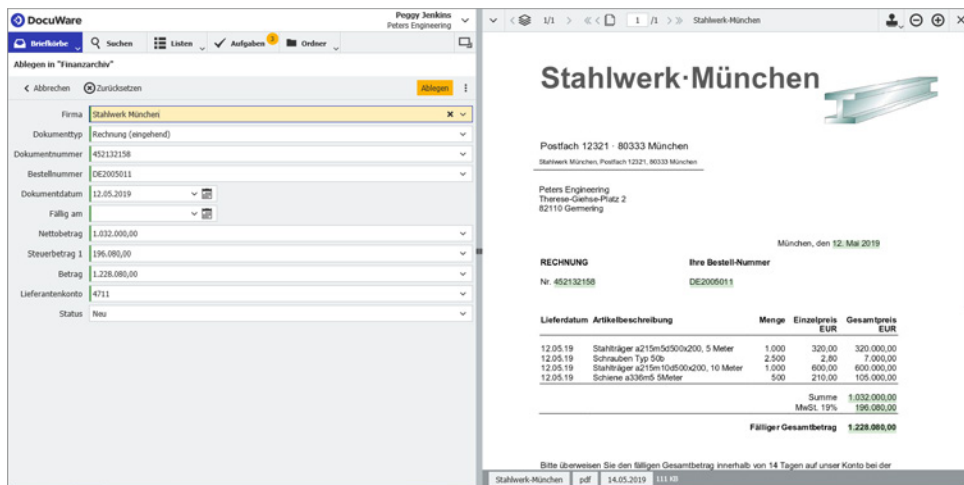 DocuWare
Peggy Jenkins
Peters Engineering
Briefkörbe Suchen Listen Aufgaben 3 Ordner
Ablegen in "Finanzarchiv"
Abbrechen Zurücksetzen Ablegen
Firma Stahlwerk München
Dokumenttyp Rechnung (eingehend)
Dokumentnummer 452132158
Bestellnummer DE2005011
Dokumentdatum 12.05.2019
Fällig am
Nettobetrag 1.032.000,00
Steuerbetrag 1 196.080,00
Betrag 1.228.080,00
Lieferantenkonto 4711
Status Neu
1/1 1 /1 Stahlwerk-München
Stahlwerk·München
Postfach 12321 · 80333 München
Stahlwerk München, Postfach 12321, 80333 München
Peters Engineering
Therese-Giehse-Platz 2
82110 Germering
München, den 12. Mai 2019
RECHNUNG Ihre Bestell-Nummer
Nr. 452132158 DE2005011
Lieferdatum Artikelbeschreibung Menge Einzelpreis Gesamtpreis
EUR EUR
12.05.19 Stahlträger a215m5d500x200, 5 Meter 1.000 320,00 320.000,00
12.05.19 Schrauben Typ 50b 2.500 2,80 7.000,00
12.05.19 Stahlträger a215m10d500x200, 10 Meter 1.000 600,00 600.000,00
12.05.19 Schiene a336m5 5Meter 500 210,00 105.000,00
Summe 1.032.000,00
MwSt. 19% 196.080,00
Fälliger Gesamtbetrag 1.228.080,00
Bitte überweisen Sie den fälligen Gesamtbetrag innerhalb von 14 Tagen auf unser Konto bei der
Stahlwerk-München pdf 14.05.2019 111 KB